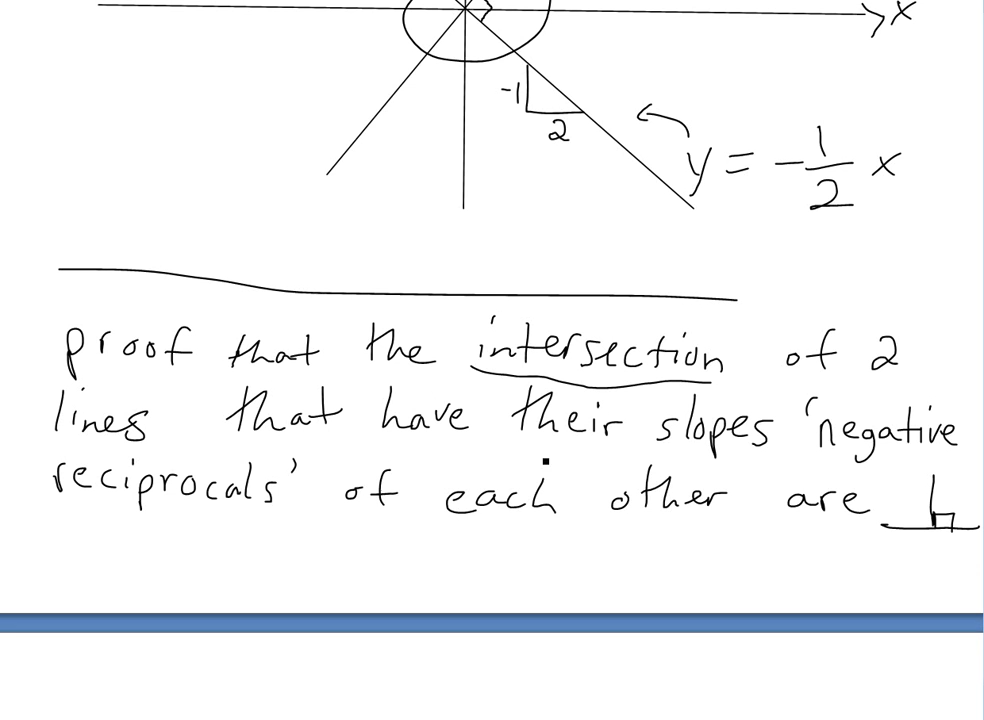 x
-1
2
y = -1/2 x
proof that the intersection of 2
lines that have their slopes 'negative
reciprocals' of each other are